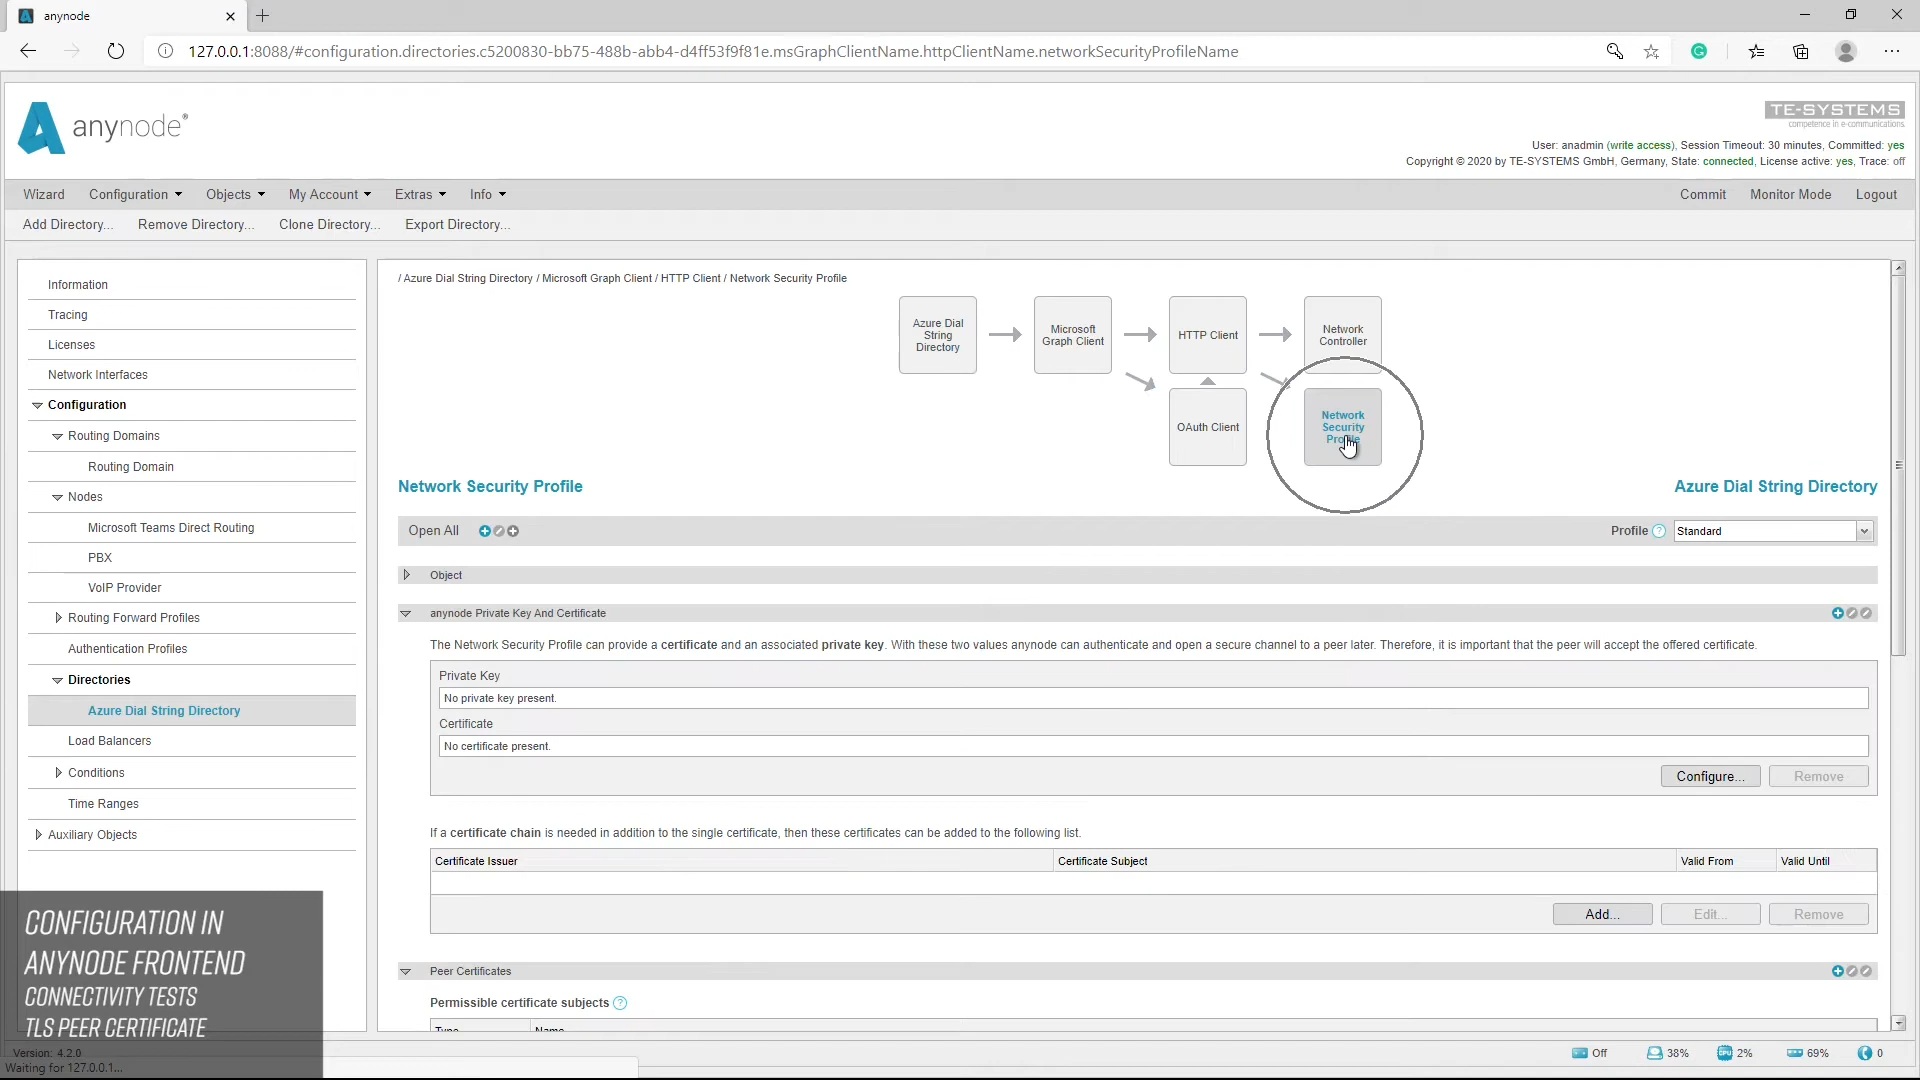 anynode
127.0.0.1:8088/#configuration.directories.c5200830-bb75-488b-abb4-d4ff53f9f81e.msGraphClientName.httpClientName.networkSecurityProfileName
anynode®
TE-SYSTEMS
competence in e-communications.
User: anadmin (write access), Session Timeout: 30 minutes, Committed: yes
Copyright © 2020 by TE-SYSTEMS GmbH, Germany, State: connected, License active: yes, Trace: off
Wizard Configuration Objects My Account Extras Info Commit Monitor Mode Logout
Add Directory... Remove Directory... Clone Directory... Export Directory...
Information
Tracing
Licenses
Network Interfaces
Configuration
Routing Domains
Routing Domain
Nodes
Microsoft Teams Direct Routing
PBX
VoIP Provider
Routing Forward Profiles
Authentication Profiles
Directories
Azure Dial String Directory
Load Balancers
Conditions
Time Ranges
Auxiliary Objects
/ Azure Dial String Directory / Microsoft Graph Client / HTTP Client / Network Security Profile
Azure Dial
String
Directory
Microsoft
Graph Client
HTTP Client
Network
Controller
OAuth Client
Network
Security
Profile
Network Security Profile
Azure Dial String Directory
Open All
Profile ? Standard
Object
anynode Private Key And Certificate
The Network Security Profile can provide a certificate and an associated private key. With these two values anynode can authenticate and open a secure channel to a peer later. Therefore, it is important that the peer will accept the offered certificate.
Private Key
No private key present.
Certificate
No certificate present.
Configure... Remove
If a certificate chain is needed in addition to the single certificate, then these certificates can be added to the following list.
Certificate Issuer Certificate Subject Valid From Valid Until
Add... Edit... Remove
Peer Certificates
Permissible certificate subjects ?
Type Name
CONFIGURATION IN
ANYNODE FRONTEND
CONNECTIVITY TESTS
TLS PEER CERTIFICATE
Version: 4.2.0
Waiting for 127.0.0.1...
Off 38% CPU 2% 69% 0